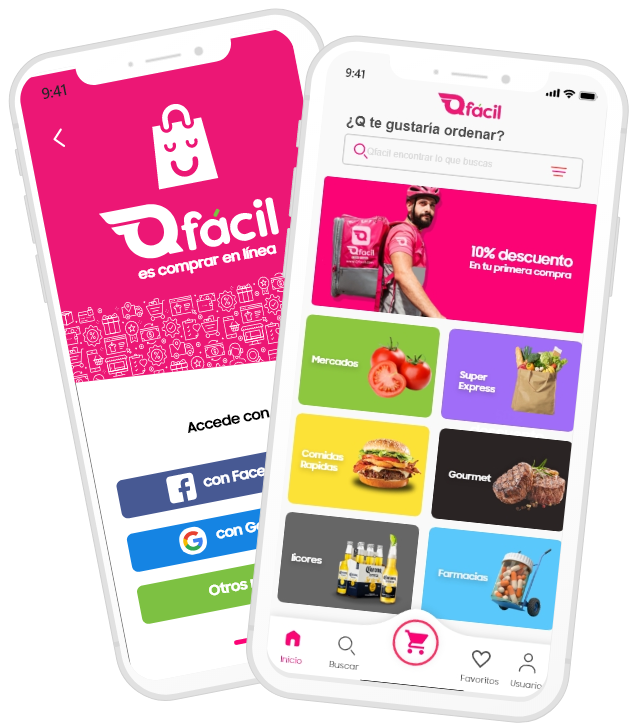 9:41
Qfácil
es comprar en línea
Accede con
con Face
con Go
Otros
9:41
Qfácil
¿Q te gustaría ordenar?
Qfacil encontrar lo que buscas
Qfácil
10% descuento
En tu primera compra
Mercados
Super
Express
Comidas
Rapidas
Gourmet
licores
Farmacias
Inicio
Buscar
Favoritos
Usuario